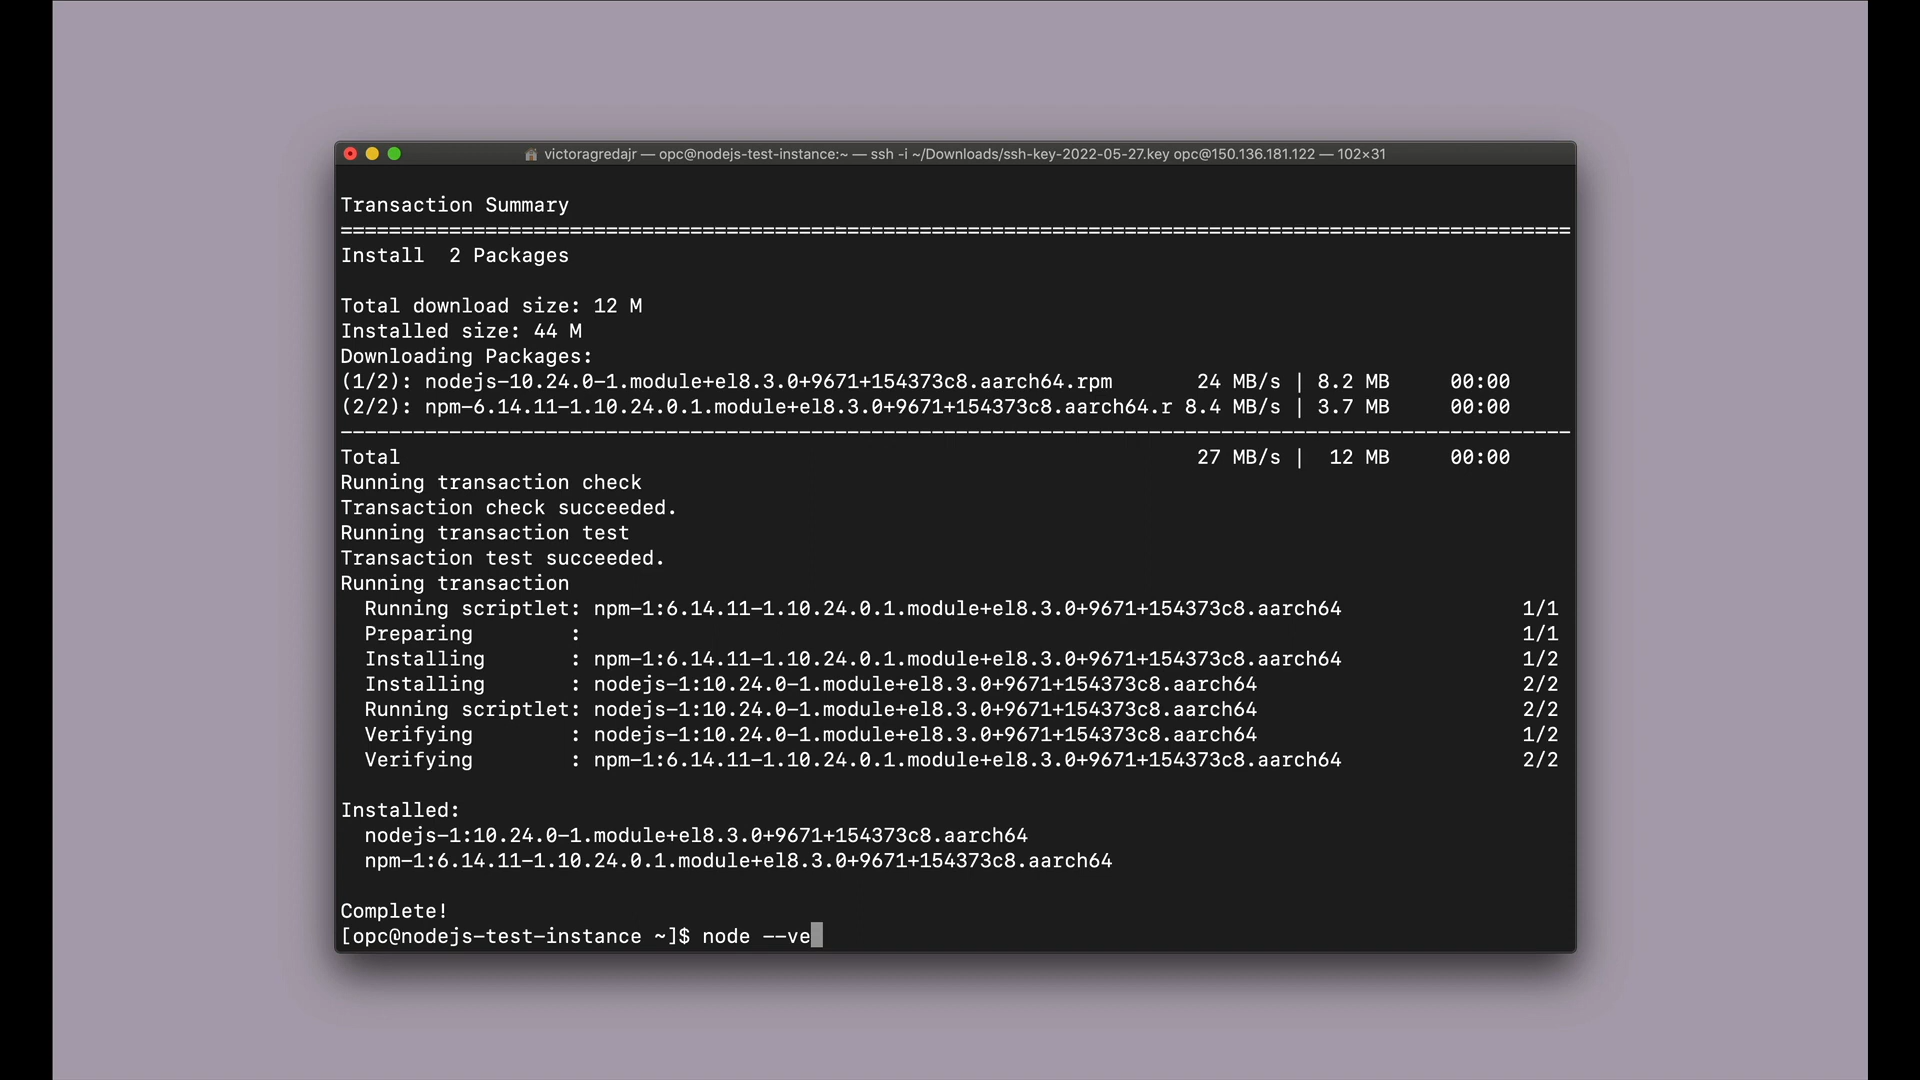 victoragredajr — opc@nodejs-test-instance:~ — ssh -i ~/Downloads/ssh-key-2022-05-27.key opc@150.136.181.122 — 102×31
Transaction Summary
======================================================================================================
Install  2 Packages
Total download size: 12 M
Installed size: 44 M
Downloading Packages:
(1/2): nodejs-10.24.0-1.module+el8.3.0+9671+154373c8.aarch64.rpm       24 MB/s | 8.2 MB     00:00
(2/2): npm-6.14.11-1.10.24.0.1.module+el8.3.0+9671+154373c8.aarch64.r 8.4 MB/s | 3.7 MB     00:00
------------------------------------------------------------------------------------------------------
Total                                                                  27 MB/s |  12 MB     00:00
Running transaction check
Transaction check succeeded.
Running transaction test
Transaction test succeeded.
Running transaction
  Running scriptlet: npm-1:6.14.11-1.10.24.0.1.module+el8.3.0+9671+154373c8.aarch64               1/1
  Preparing        :                                                                              1/1
  Installing       : npm-1:6.14.11-1.10.24.0.1.module+el8.3.0+9671+154373c8.aarch64               1/2
  Installing       : nodejs-1:10.24.0-1.module+el8.3.0+9671+154373c8.aarch64                      2/2
  Running scriptlet: nodejs-1:10.24.0-1.module+el8.3.0+9671+154373c8.aarch64                      2/2
  Verifying        : nodejs-1:10.24.0-1.module+el8.3.0+9671+154373c8.aarch64                      1/2
  Verifying        : npm-1:6.14.11-1.10.24.0.1.module+el8.3.0+9671+154373c8.aarch64               2/2
Installed:
  nodejs-1:10.24.0-1.module+el8.3.0+9671+154373c8.aarch64
  npm-1:6.14.11-1.10.24.0.1.module+el8.3.0+9671+154373c8.aarch64
Complete!
[opc@nodejs-test-instance ~]$ node --ve